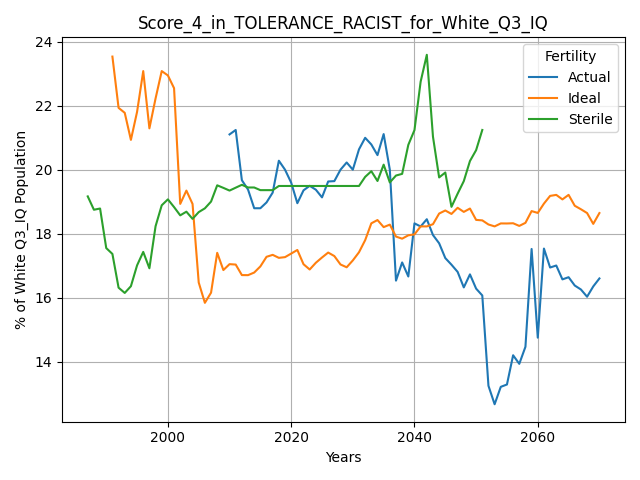 Score_4_in_TOLERANCE_RACIST_for_White_Q3_IQ
% of White Q3_IQ Population
24
22
20
18
16
14
Fertility
Actual
Ideal
Sterile
2000
2020
2040
2060
Years